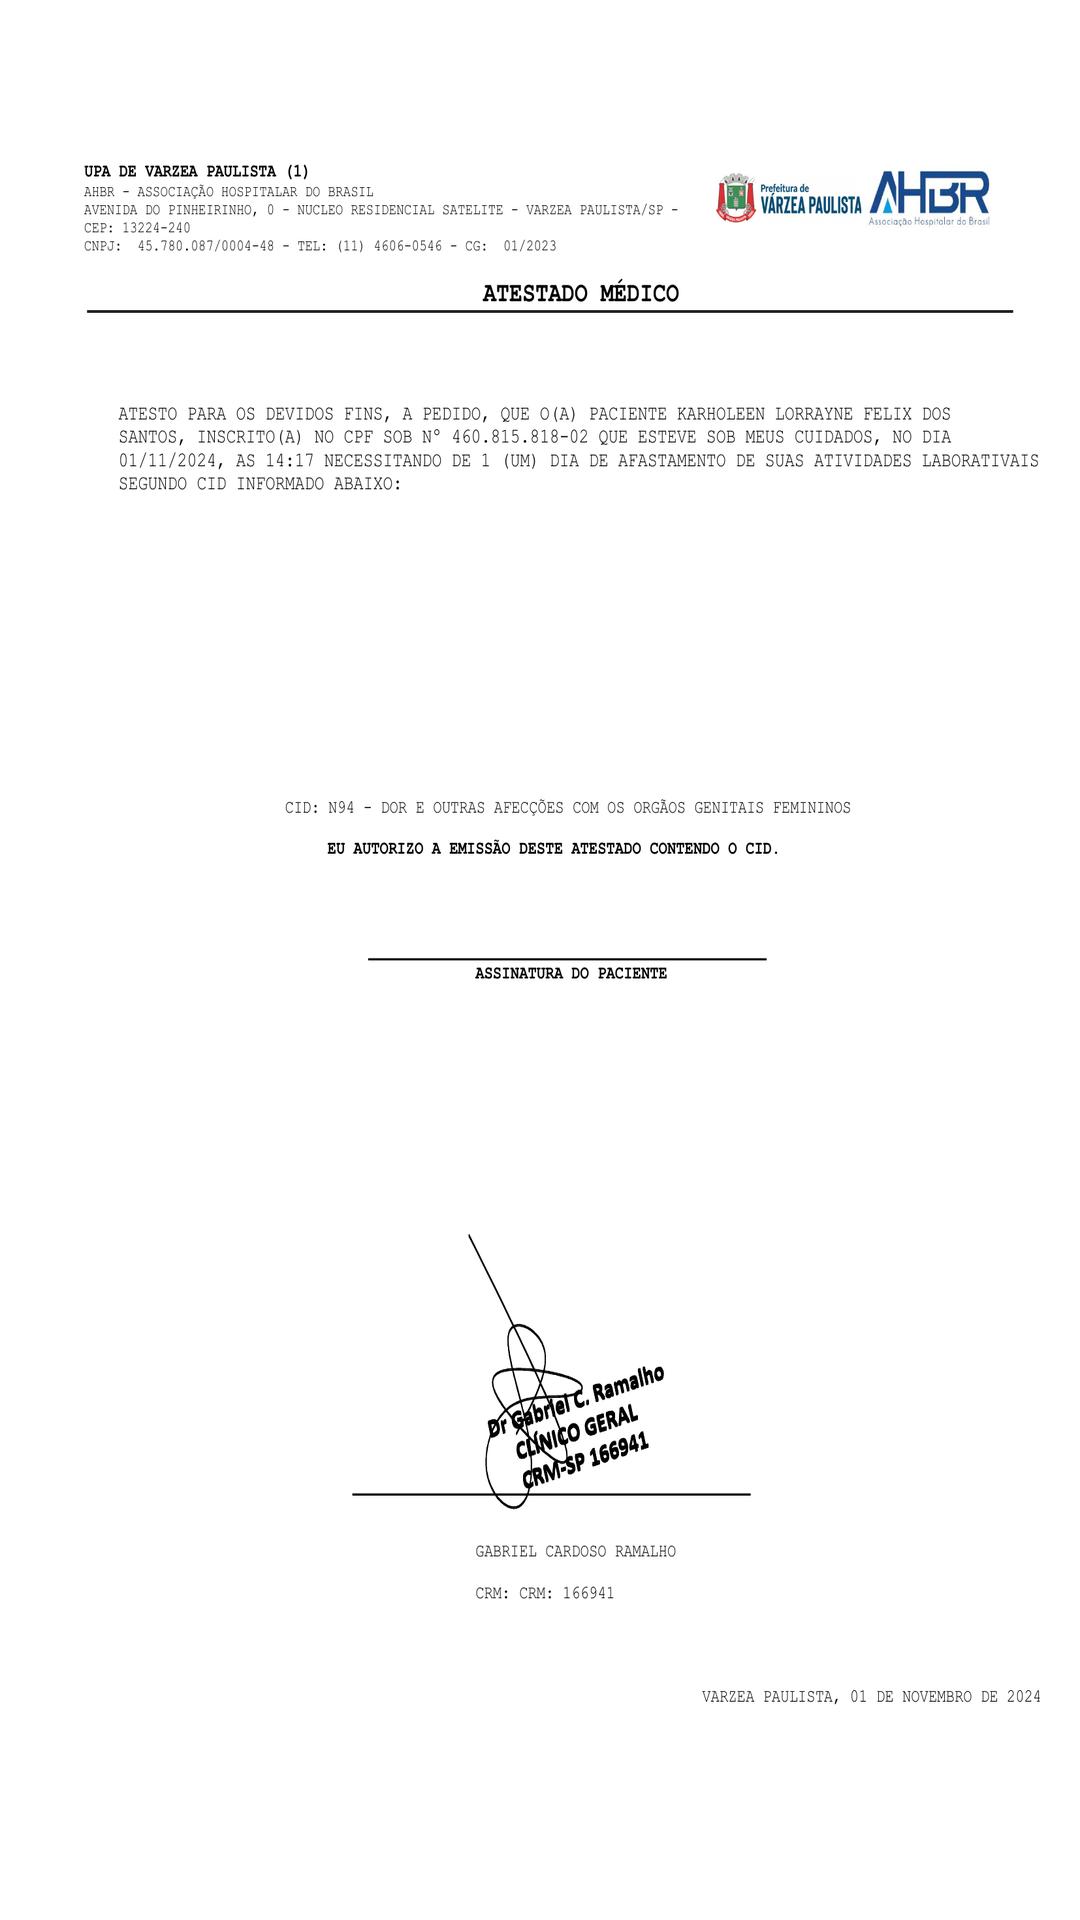 UPA DE VARZEA PAULISTA (1)
AHBR - ASSOCIAÇÃO HOSPITALAR DO BRASIL
AVENIDA DO PINHEIRINHO, 0 - NUCLEO RESIDENCIAL SATELITE - VARZEA PAULISTA/SP -
CEP: 13224-240
CNPJ: 45.780.087/0004-48 - TEL: (11) 4606-0546 - CG: 01/2023
Prefeitura de
VÁRZEA PAULISTA
AHBR
Associação Hospitalar do Brasil
ATESTADO MÉDICO
ATESTO PARA OS DEVIDOS FINS, A PEDIDO, QUE O(A) PACIENTE KARHOLEEN LORRAYNE FELIX DOS
SANTOS, INSCRITO(A) NO CPF SOB N° 460.815.818-02 QUE ESTEVE SOB MEUS CUIDADOS, NO DIA
01/11/2024, AS 14:17 NECESSITANDO DE 1 (UM) DIA DE AFASTAMENTO DE SUAS ATIVIDADES LABORATIVAIS
SEGUNDO CID INFORMADO ABAIXO:
CID: N94 - DOR E OUTRAS AFECÇÕES COM OS ORGÃOS GENITAIS FEMININOS
EU AUTORIZO A EMISSÃO DESTE ATESTADO CONTENDO O CID.
ASSINATURA DO PACIENTE
Dr Gabriel C. Ramalho
CLÍNICO GERAL
CRM-SP 166941
GABRIEL CARDOSO RAMALHO
CRM: CRM: 166941
VARZEA PAULISTA, 01 DE NOVEMBRO DE 2024